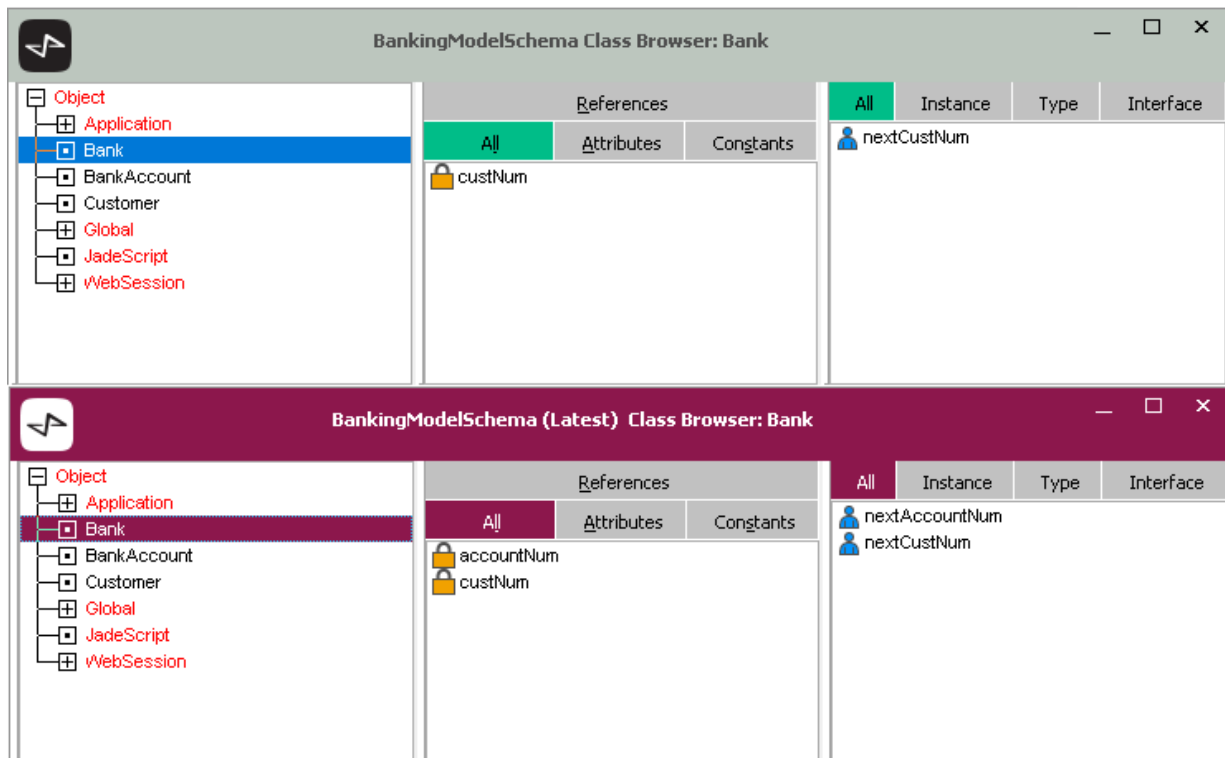 BankingModelSchema Class Browser: Bank
Object
Application
Bank
BankAccount
Customer
Global
JadeScript
WebSession
References
All Attributes Constants
custNum
All Instance Type Interface
nextCustNum
BankingModelSchema (Latest) Class Browser: Bank
Object
Application
Bank
BankAccount
Customer
Global
JadeScript
WebSession
References
All Attributes Constants
accountNum
custNum
All Instance Type Interface
nextAccountNum
nextCustNum